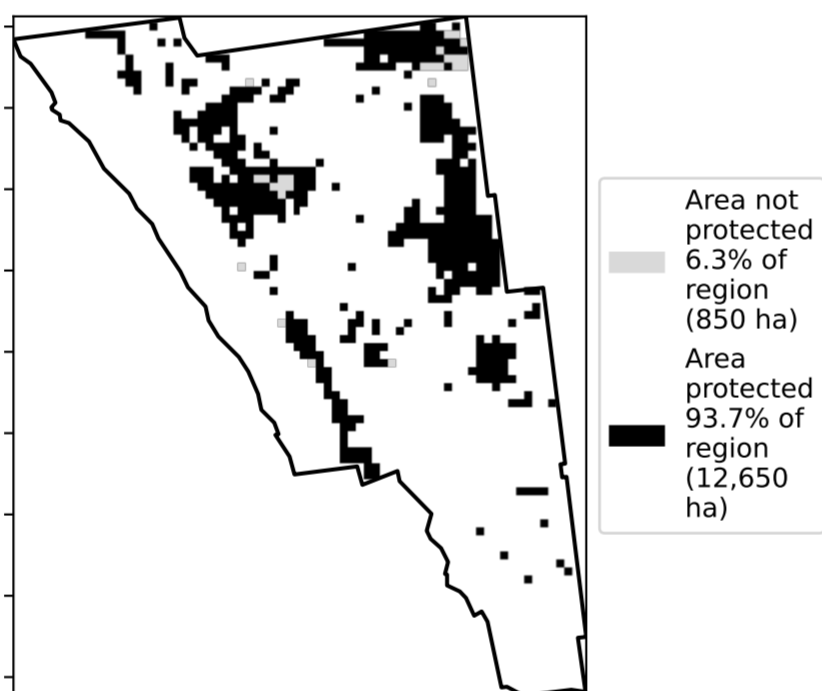 Area not
protected
6.3% of
region
(850 ha)
Area
protected
93.7% of
region
(12,650
ha)